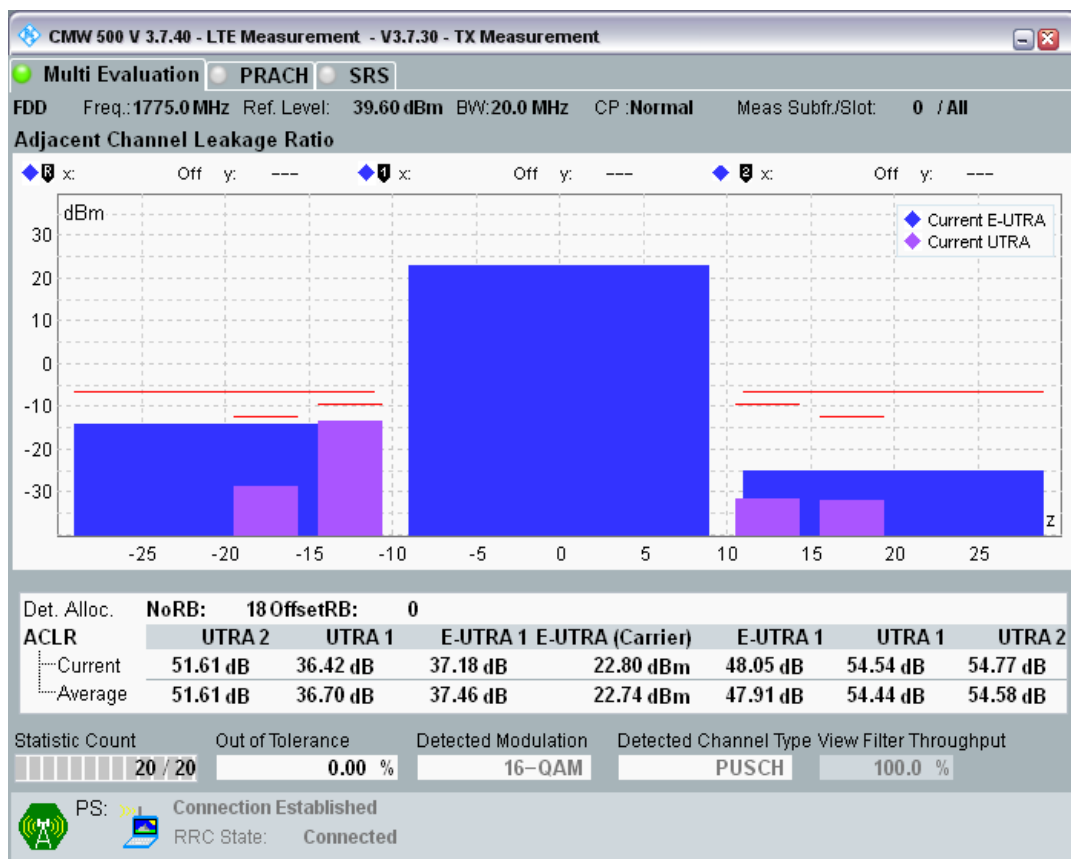 CMW 500 V 3.7.40 - LTE Measurement - V3.7.30 - TX Measurement
Multi Evaluation PRACH SRS
FDD Freq.:1775.0 MHz Ref. Level: 39.60 dBm BW:20.0 MHz CP :Normal Meas Subfr./Slot: 0 / All
Adjacent Channel Leakage Ratio
R x: Off y: --- 1 x: Off y: --- 2 x: Off y: ---
dBm
Current E-UTRA
Current UTRA
30
20
10
0
-10
-20
-30
z
-25 -20 -15 -10 -5 0 5 10 15 20 25
Det. Alloc. NoRB: 18 OffsetRB: 0
ACLR UTRA 2 UTRA 1 E-UTRA 1 E-UTRA (Carrier) E-UTRA 1 UTRA 1 UTRA 2
Current 51.61 dB 36.42 dB 37.18 dB 22.80 dBm 48.05 dB 54.54 dB 54.77 dB
Average 51.61 dB 36.70 dB 37.46 dB 22.74 dBm 47.91 dB 54.44 dB 54.58 dB
Statistic Count Out of Tolerance Detected Modulation Detected Channel Type View Filter Throughput
20 / 20 0.00 % 16-QAM PUSCH 100.0 %
PS: Connection Established
RRC State: Connected